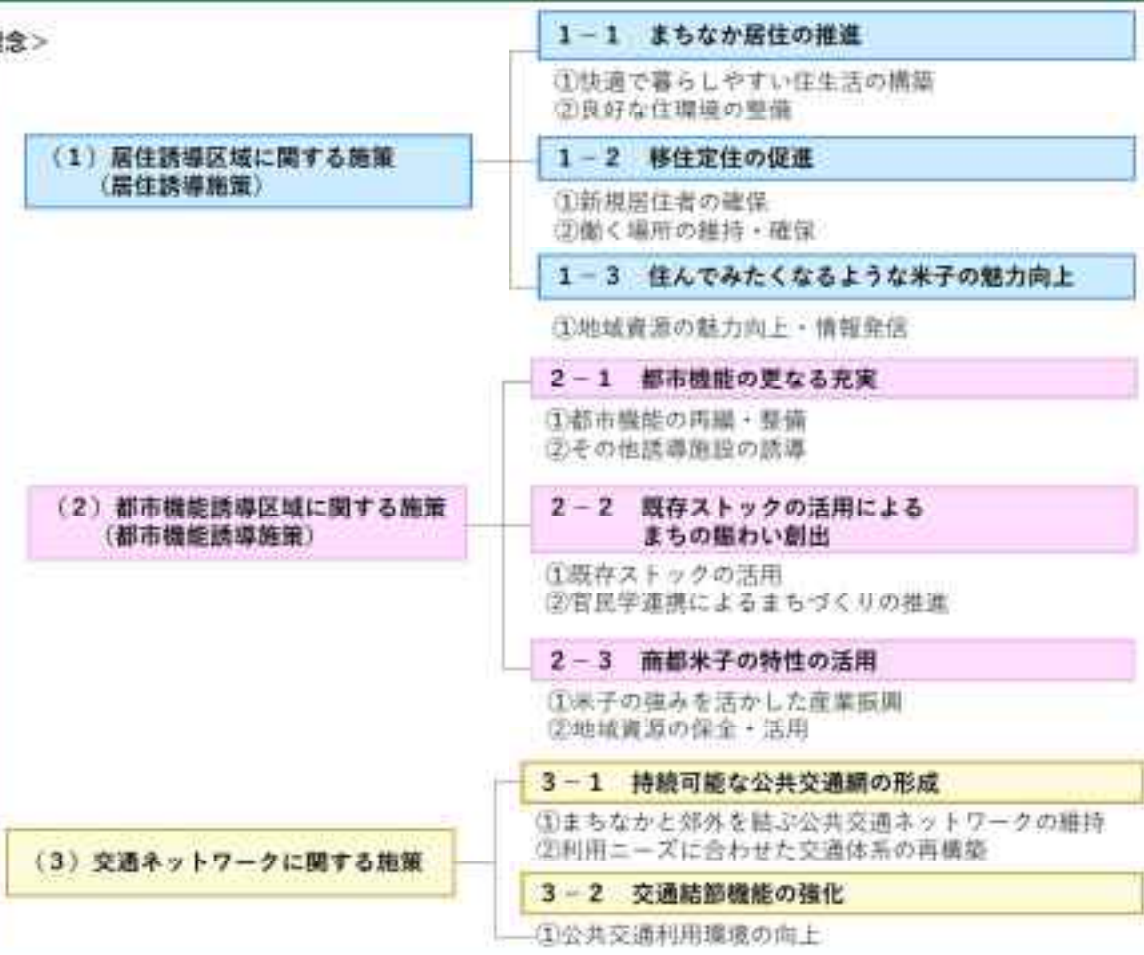 念＞
（１）居住誘導区域に関する施策
（居住誘導施策）
１－１　まちなか居住の推進
①快適で暮らしやすい住生活の構築
②良好な住環境の整備
１－２　移住定住の促進
①新規居住者の確保
②働く場所の維持・確保
１－３　住んでみたくなるような米子の魅力向上
①地域資源の魅力向上・情報発信
（２）都市機能誘導区域に関する施策
（都市機能誘導施策）
２－１　都市機能の更なる充実
①都市機能の再編・整備
②その他誘導施設の誘導
２－２　既存ストックの活用による
まちの賑わい創出
①既存ストックの活用
②官民学連携によるまちづくりの推進
２－３　商都米子の特性の活用
①米子の強みを活かした産業振興
②地域資源の保全・活用
（３）交通ネットワークに関する施策
３－１　持続可能な公共交通網の形成
①まちなかと郊外を結ぶ公共交通ネットワークの維持
②利用ニーズに合わせた交通体系の再構築
３－２　交通結節機能の強化
①公共交通利用環境の向上